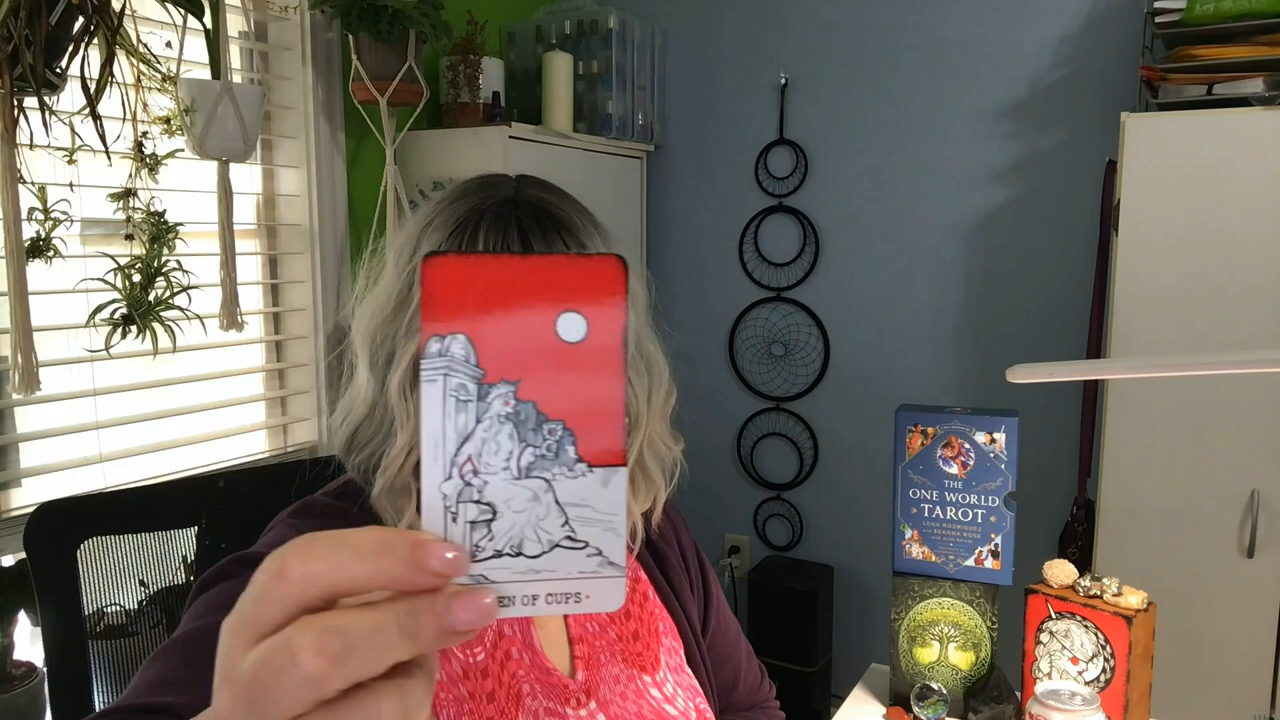 EN OF CUPS
THE
ONE WORLD
TAROT
LENA RODRIGUEZ
SEANNA ROSE